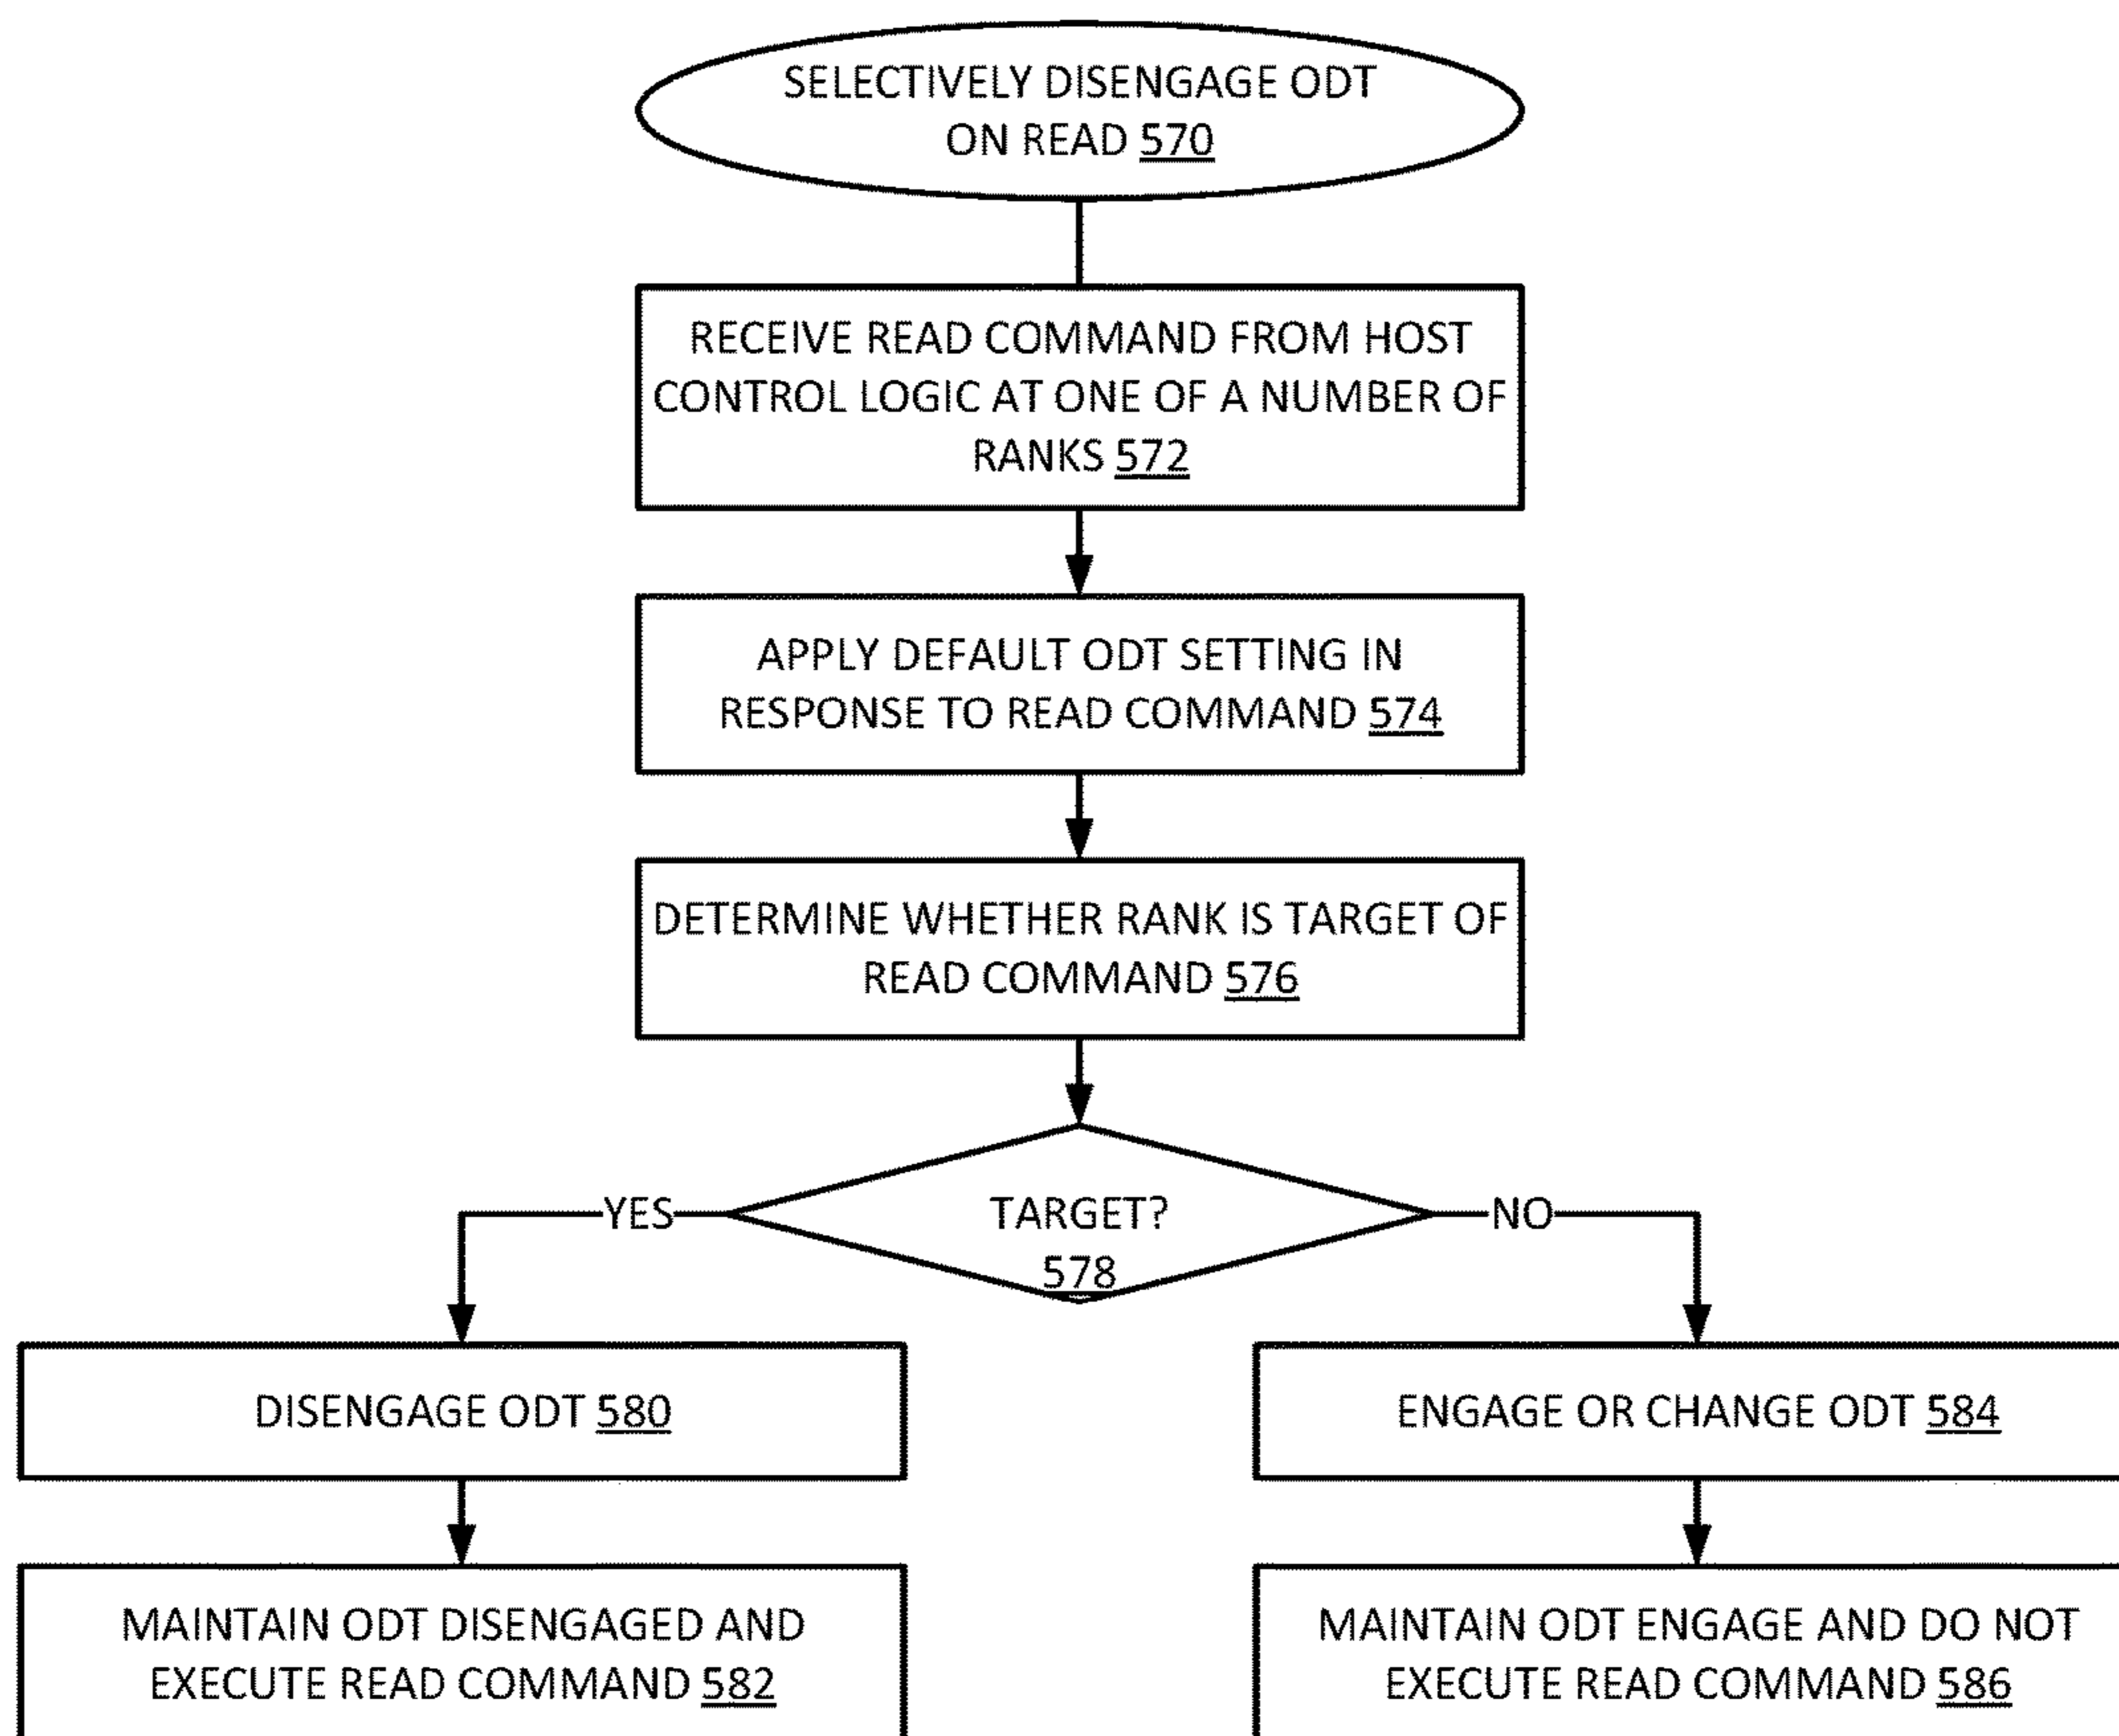 SELECTIVELY DISENGAGE ODT
ON READ 570
RECEIVE READ COMMAND FROM HOST
CONTROL LOGIC AT ONE OF A NUMBER OF
RANKS 572
APPLY DEFAULT ODT SETTING IN
RESPONSE TO READ COMMAND 574
DETERMINE WHETHER RANK IS TARGET OF
READ COMMAND 576
TARGET?
578
YES
NO
DISENGAGE ODT 580
ENGAGE OR CHANGE ODT 584
MAINTAIN ODT DISENGAGED AND
EXECUTE READ COMMAND 582
MAINTAIN ODT ENGAGE AND DO NOT
EXECUTE READ COMMAND 586